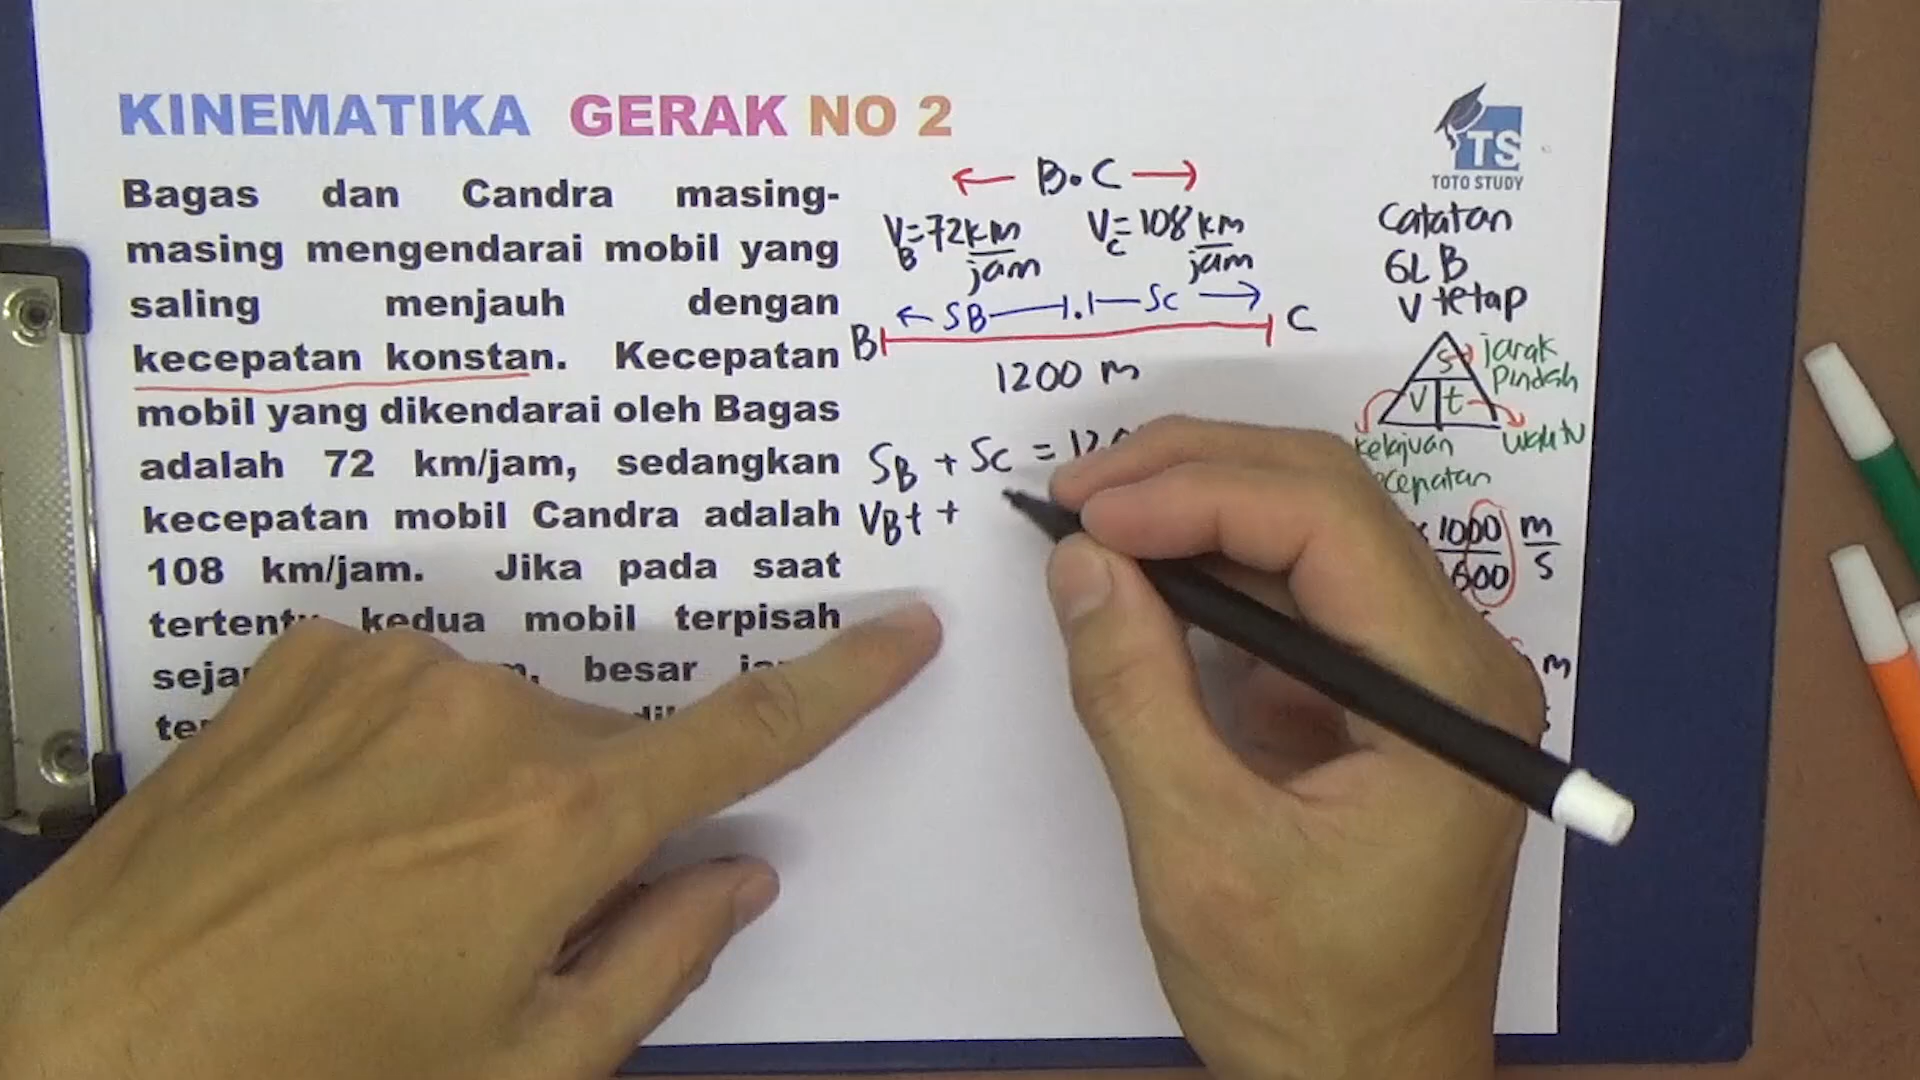 KINEMATIKA GERAK NO 2
TS
TOTO STUDY
Bagas dan Candra masing-
masing mengendarai mobil yang
saling menjauh dengan
kecepatan konstan. Kecepatan
mobil yang dikendarai oleh Bagas
adalah 72 km/jam, sedangkan
kecepatan mobil Candra adalah
108 km/jam. Jika pada saat
kedua mobil terpisah
besar
← B.C →
VB=72 km/jam VC=108 km/jam
← SB SC →
B C
1200 m
SB + SC =
VBt +
Catatan
GLB
V tetap
S jarak
pindah
V t
kelajuan waktu
1000 m
S
m